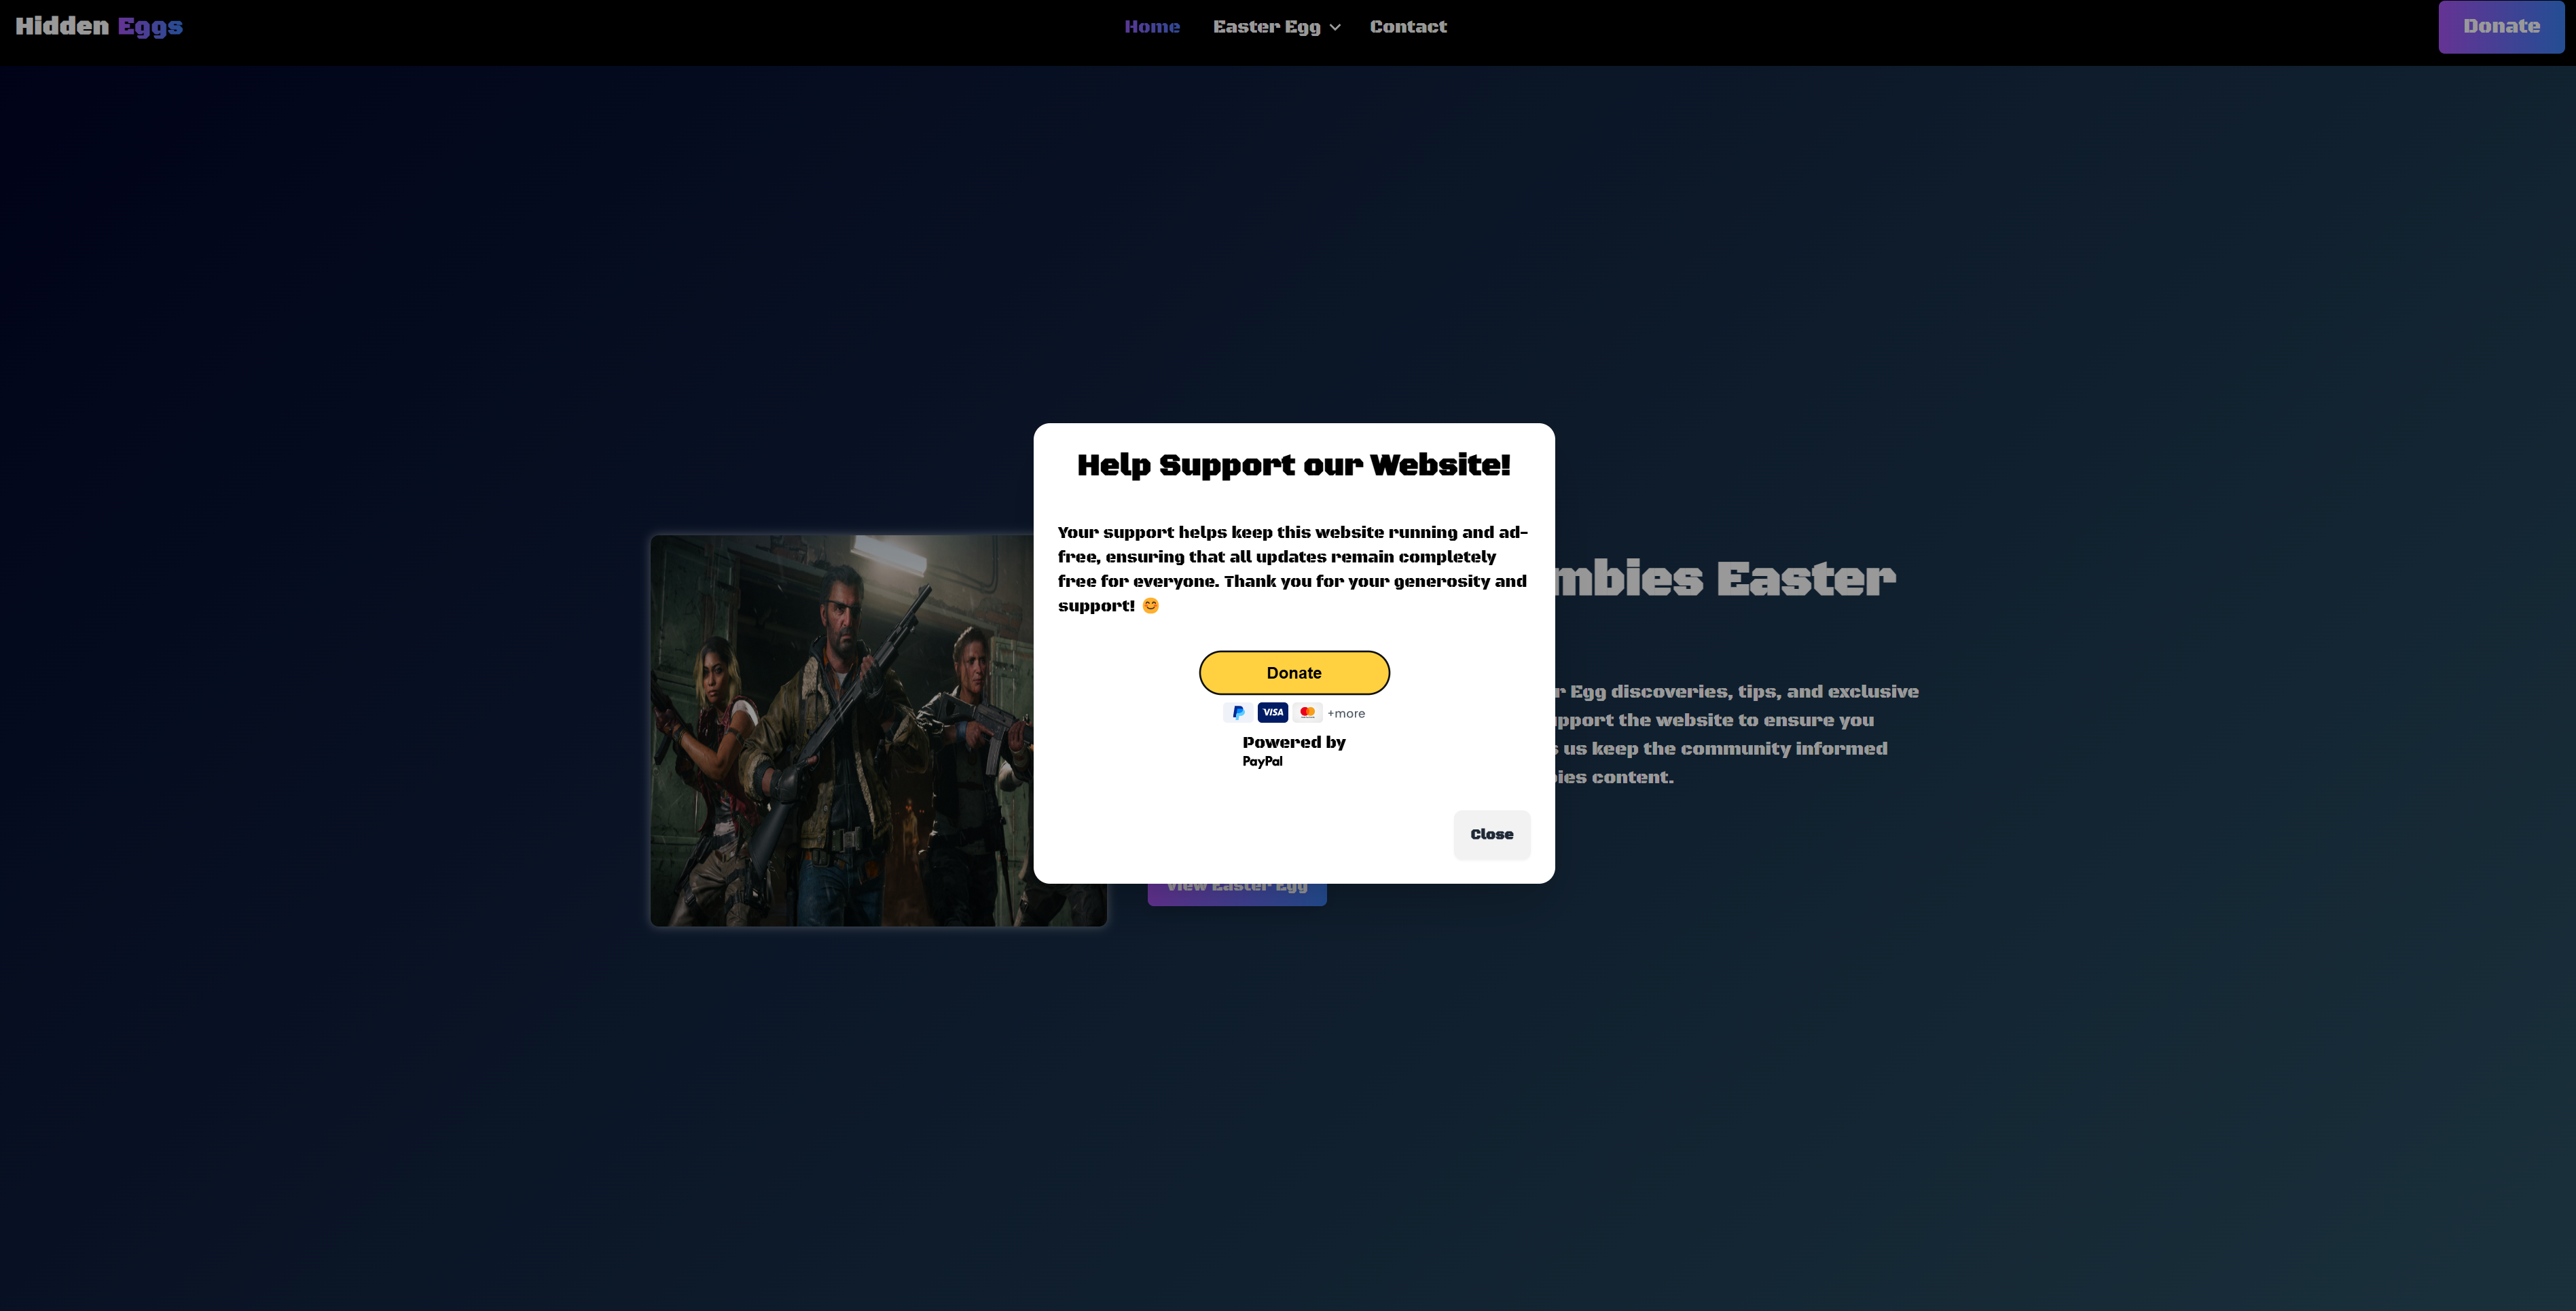 Hidden Eggs
Home
Easter Egg
Contact
Donate
Help Support our Website!
Your support helps keep this website running and ad-
free, ensuring that all updates remain completely
free for everyone. Thank you for your generosity and
support! 😊
Donate
VISA
+more
Powered by
PayPal
Close
Easter
Egg discoveries, tips, and exclusive
the website to ensure you
us keep the community informed
content.
View Easter Egg